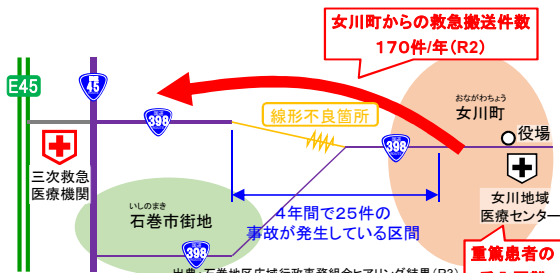 女川町からの救急搬送件数
170件/年(R2)
E45
45
398
線形不良箇所
おながわちょう
女川町
役場
398
三次救急
医療機関
女川地域
医療センター
いしのまき
石巻市街地
4年間で25件の
事故が発生している区間
398
重篤患者の